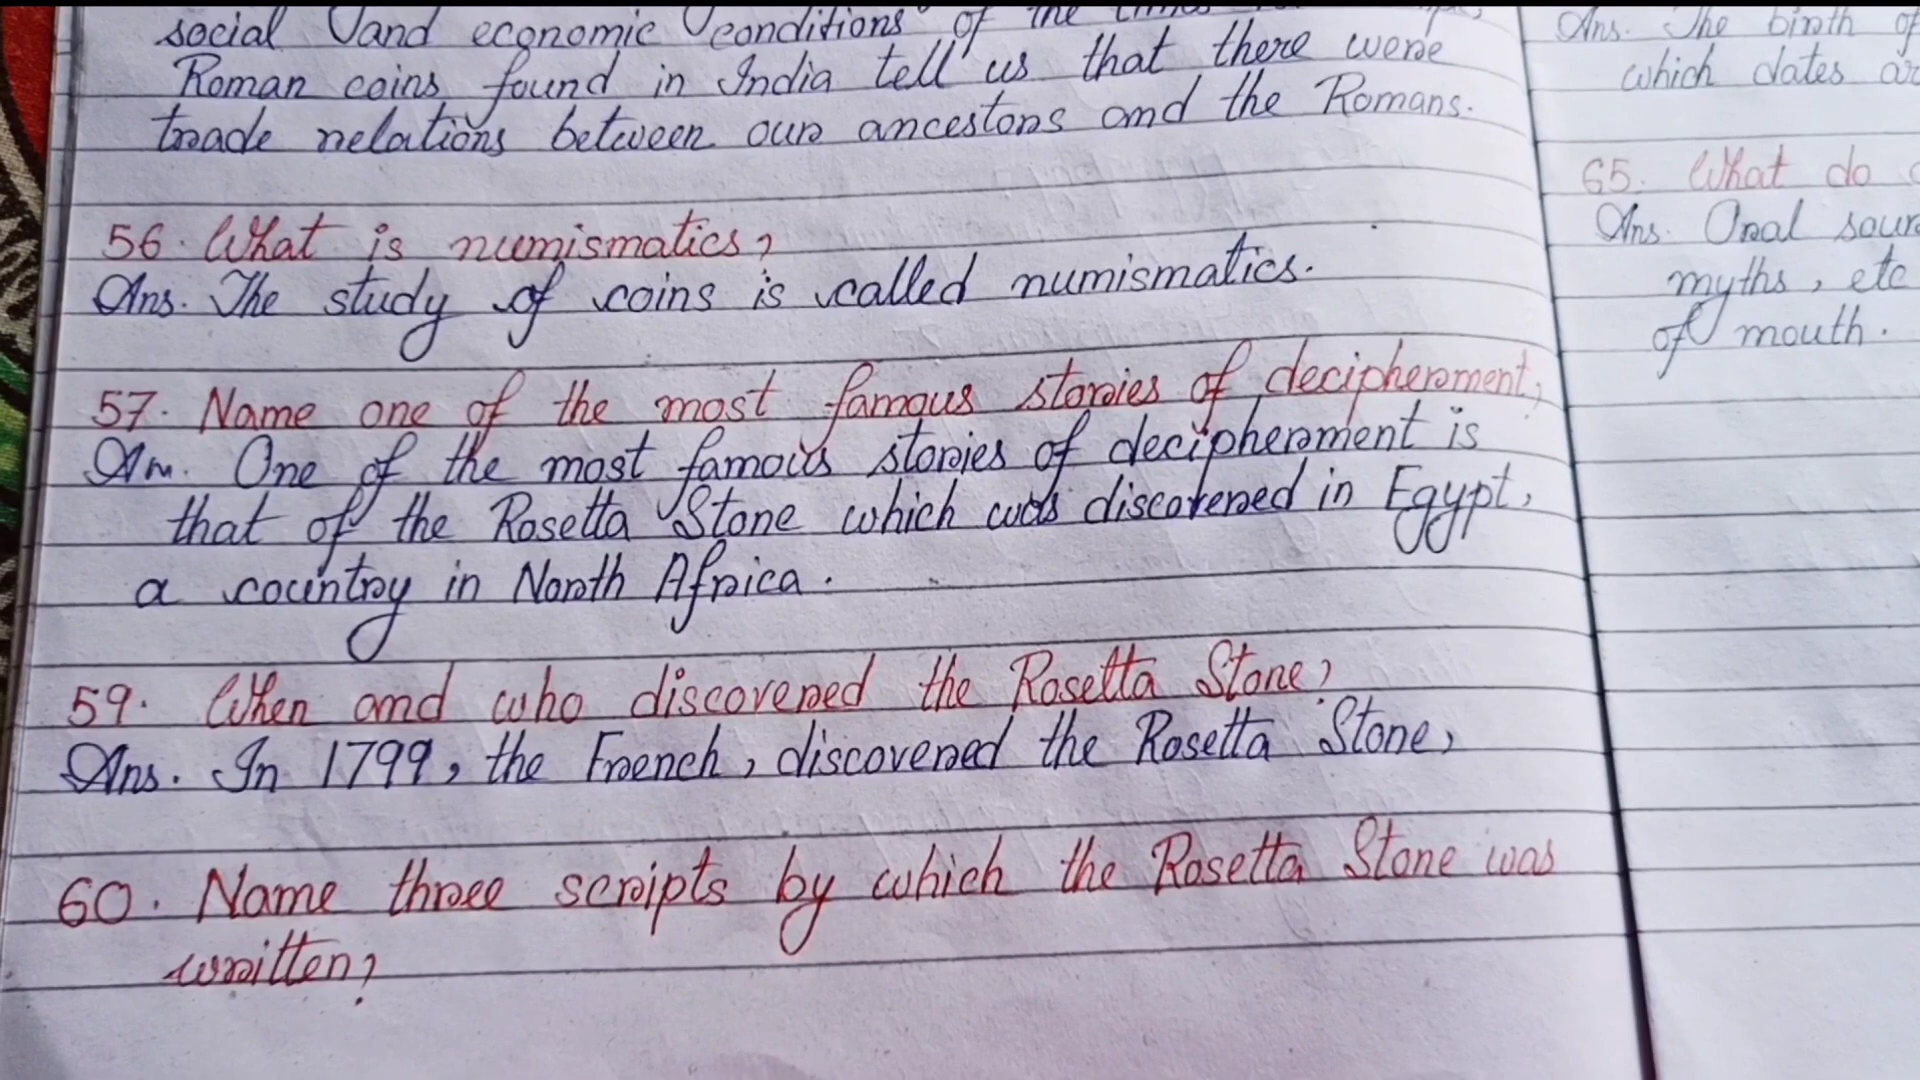 social and economic conditions of the
Roman coins found in India tell us that there were
trade relations between our ancestors and the Romans.
56. What is numismatics?
Ans. The study of coins is called numismatics.
57. Name one of the most famous stories of decipherment?
Ans. One of the most famous stories of decipherment is
that of the Rosetta Stone which was discovered in Egypt,
a country in North Africa.
59. When and who discovered the Rosetta Stone?
Ans. In 1799, the French, discovered the Rosetta Stone,
60. Name three scripts by which the Rosetta Stone was
written?
Ans. The birth of
which dates
65. What do
Ans. Oral
myths, etc
of mouth.